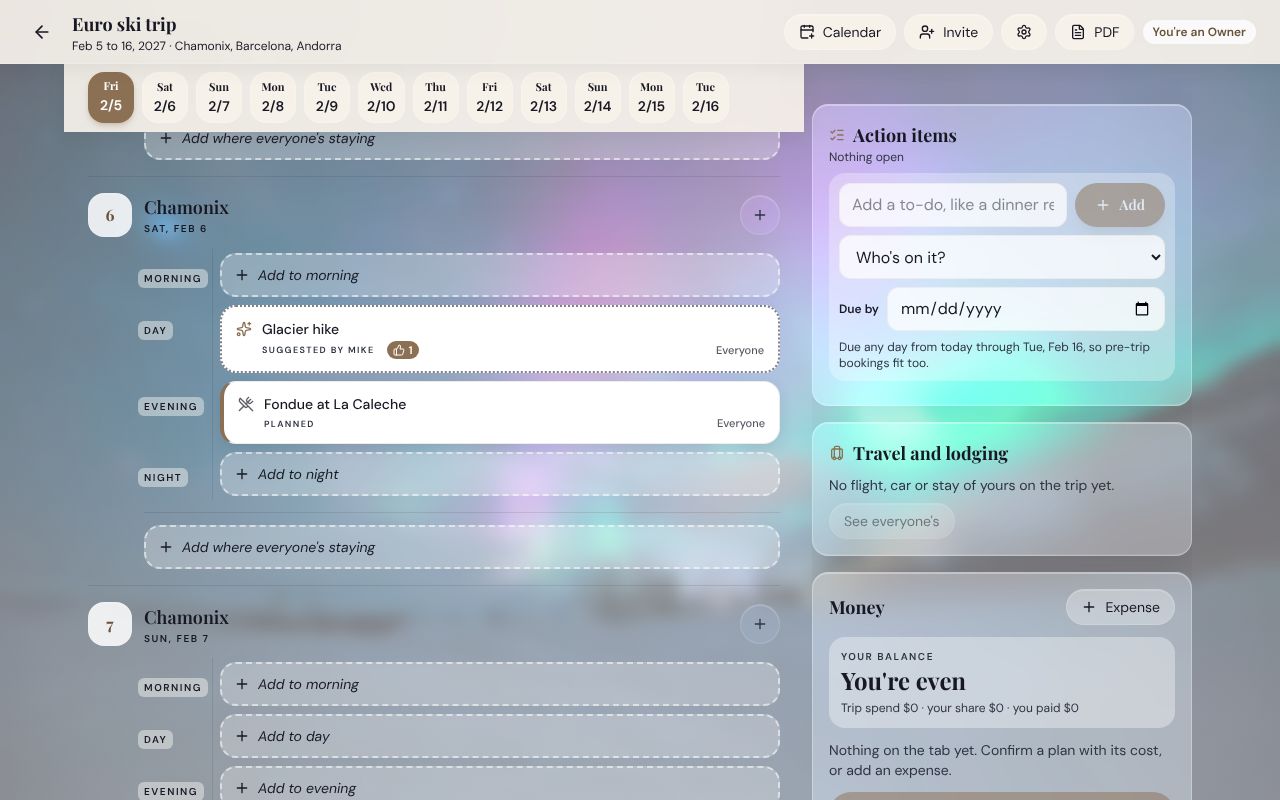 Euro ski trip
Feb 5 to 16, 2027 · Chamonix, Barcelona, Andorra
Calendar
Invite
PDF
You're an Owner
Fri 2/5
Sat 2/6
Sun 2/7
Mon 2/8
Tue 2/9
Wed 2/10
Thu 2/11
Fri 2/12
Sat 2/13
Sun 2/14
Mon 2/15
Tue 2/16
Add where everyone's staying
6
Chamonix
SAT, FEB 6
MORNING
Add to morning
DAY
Glacier hike
SUGGESTED BY MIKE
1
Everyone
EVENING
Fondue at La Caleche
PLANNED
Everyone
NIGHT
Add to night
Add where everyone's staying
7
Chamonix
SUN, FEB 7
MORNING
Add to morning
DAY
Add to day
EVENING
Add to evening
Action items
Nothing open
Add a to-do, like a dinner re
Add
Who's on it?
Due by
mm/dd/yyyy
Due any day from today through Tue, Feb 16, so pre-trip
bookings fit too.
Travel and lodging
No flight, car or stay of yours on the trip yet.
See everyone's
Money
Expense
YOUR BALANCE
You're even
Trip spend $0 · your share $0 · you paid $0
Nothing on the tab yet. Confirm a plan with its cost,
or add an expense.